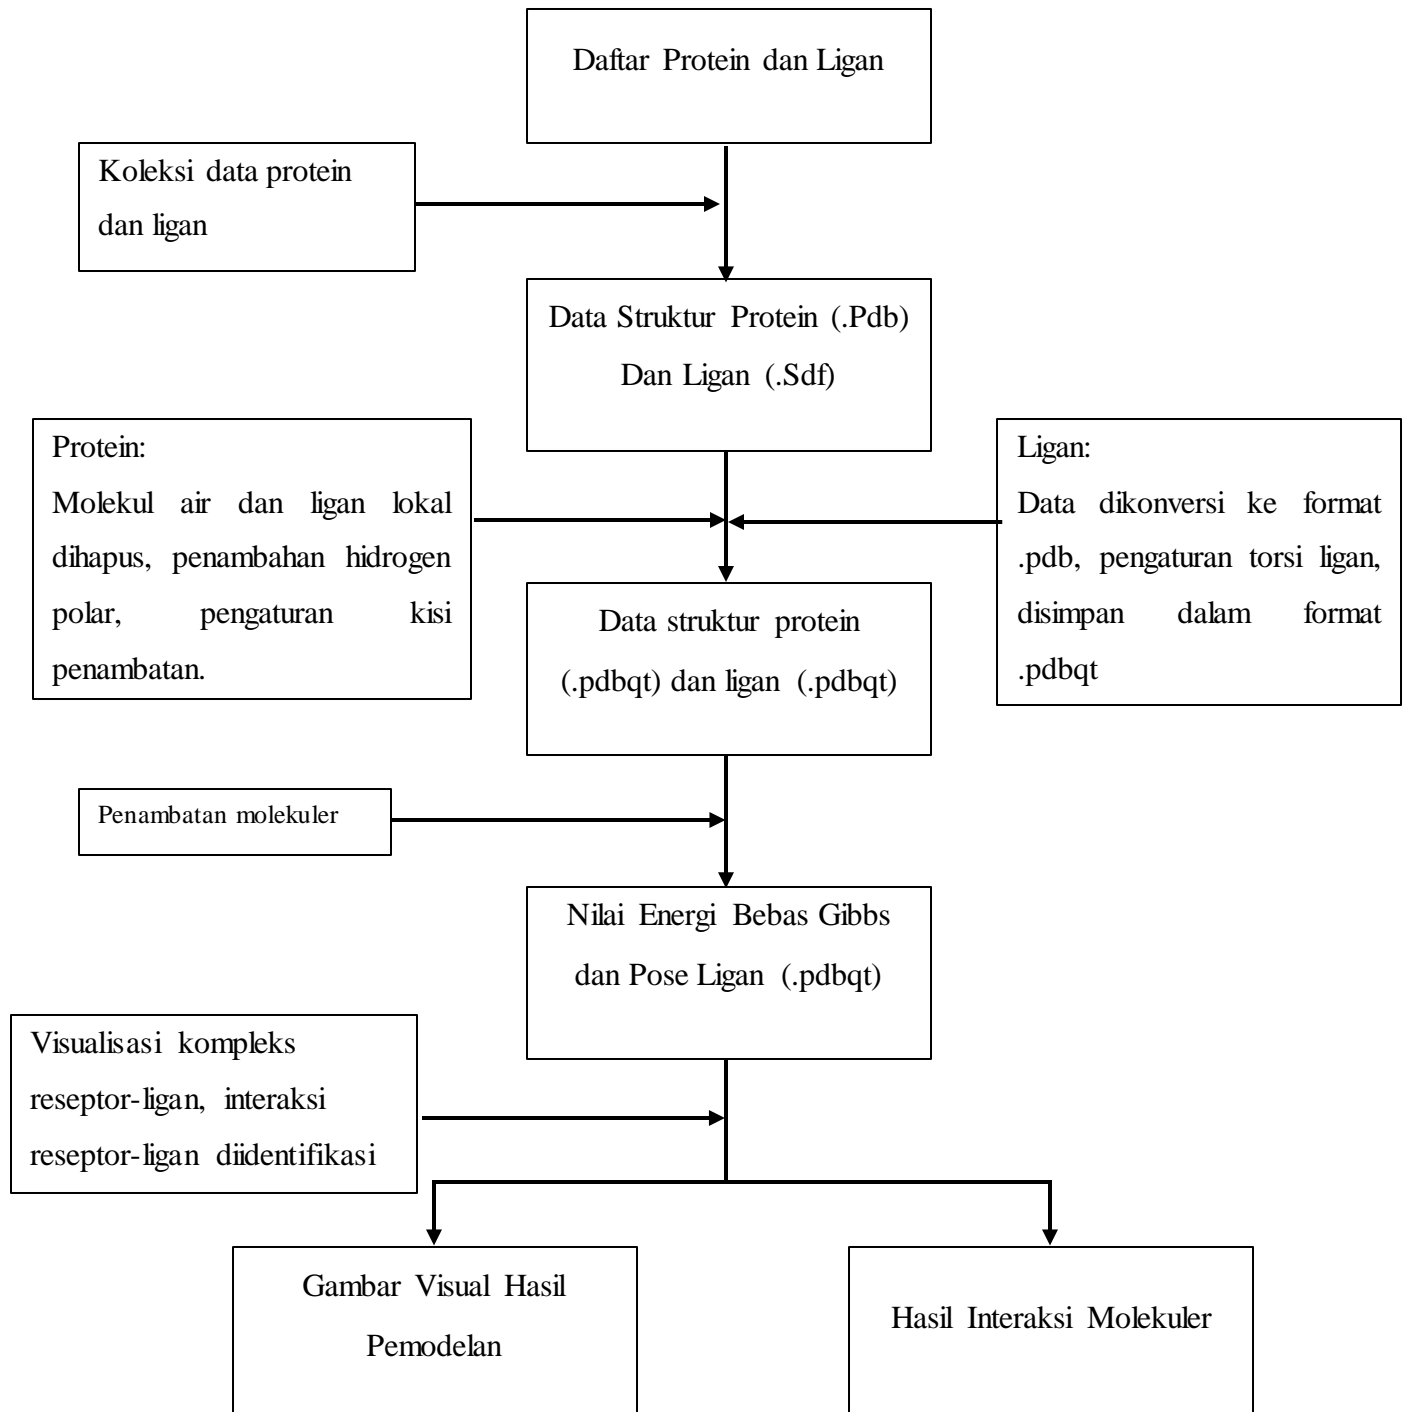 Daftar Protein dan Ligan
Koleksi data protein
dan ligan
Data Struktur Protein (.Pdb)
Dan Ligan (.Sdf)
Protein:
Molekul air dan ligan lokal
dihapus, penambahan hidrogen
polar, pengaturan kisi
penambatan.
Ligan:
Data dikonversi ke format
.pdb, pengaturan torsi ligan,
disimpan dalam format
.pdbqt
Data struktur protein
(.pdbqt) dan ligan (.pdbqt)
Penambatan molekuler
Nilai Energi Bebas Gibbs
dan Pose Ligan (.pdbqt)
Visualisasi kompleks
reseptor-ligan, interaksi
reseptor-ligan diidentifikasi
Gambar Visual Hasil
Pemodelan
Hasil Interaksi Molekuler